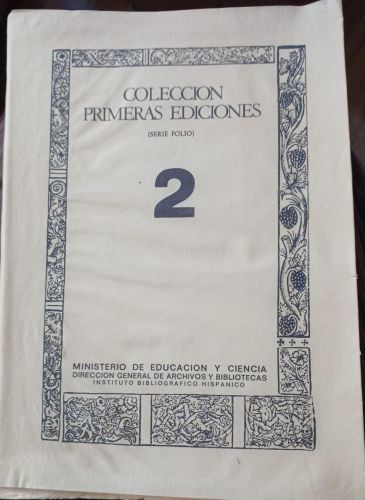 COLECCION
PRIMERAS EDICIONES
(SERIE FOLIO)
2
MINISTERIO DE EDUCACION Y CIENCIA
DIRECCION GENERAL DE ARCHIVOS Y BIBLIOTECAS
INSTITUTO BIBLIOGRAFICO HISPANICO